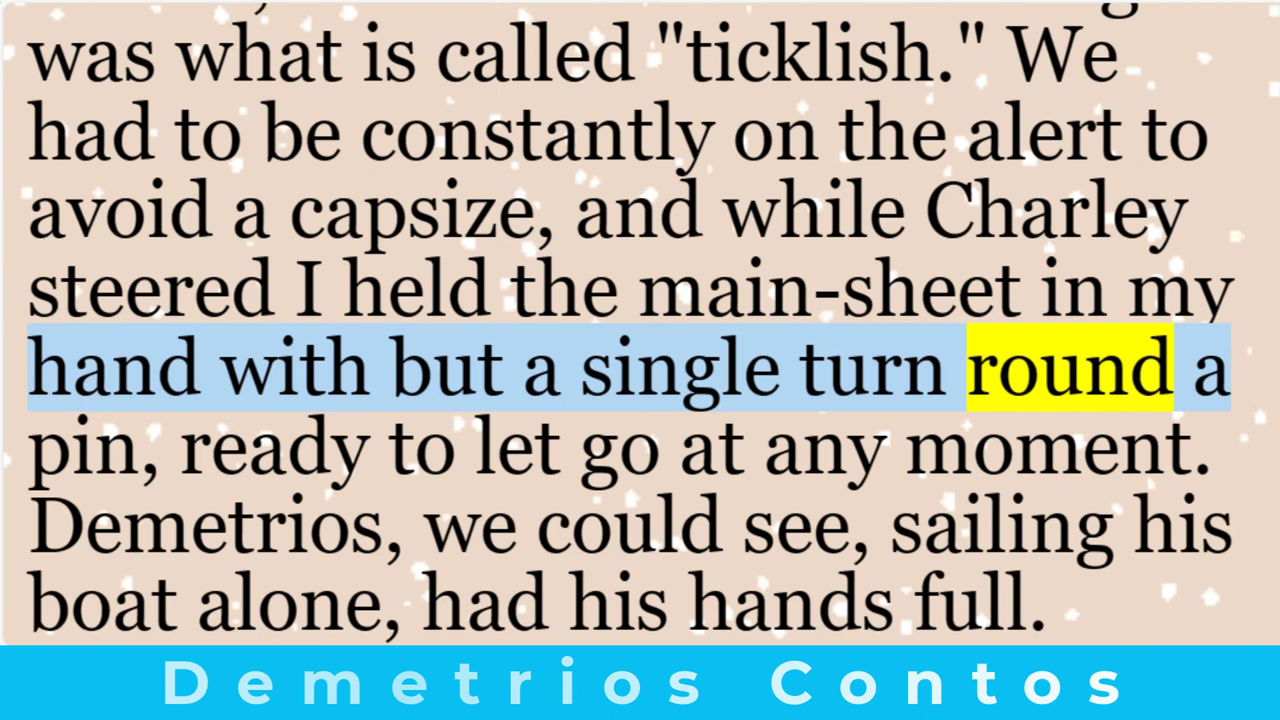 was what is called "ticklish." We
had to be constantly on the alert to
avoid a capsize, and while Charley
steered I held the main-sheet in my
hand with but a single turn round a
pin, ready to let go at any moment.
Demetrios, we could see, sailing his
boat alone, had his hands full.
Demetrios Contos